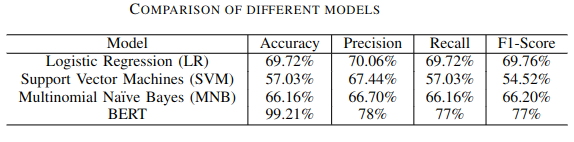 COMPARISON OF DIFFERENT MODELS
Model Accuracy Precision Recall F1-Score
Logistic Regression (LR) 69.72% 70.06% 69.72% 69.76%
Support Vector Machines (SVM) 57.03% 67.44% 57.03% 54.52%
Multinomial Naïve Bayes (MNB) 66.16% 66.70% 66.16% 66.20%
BERT 99.21% 78% 77% 77%